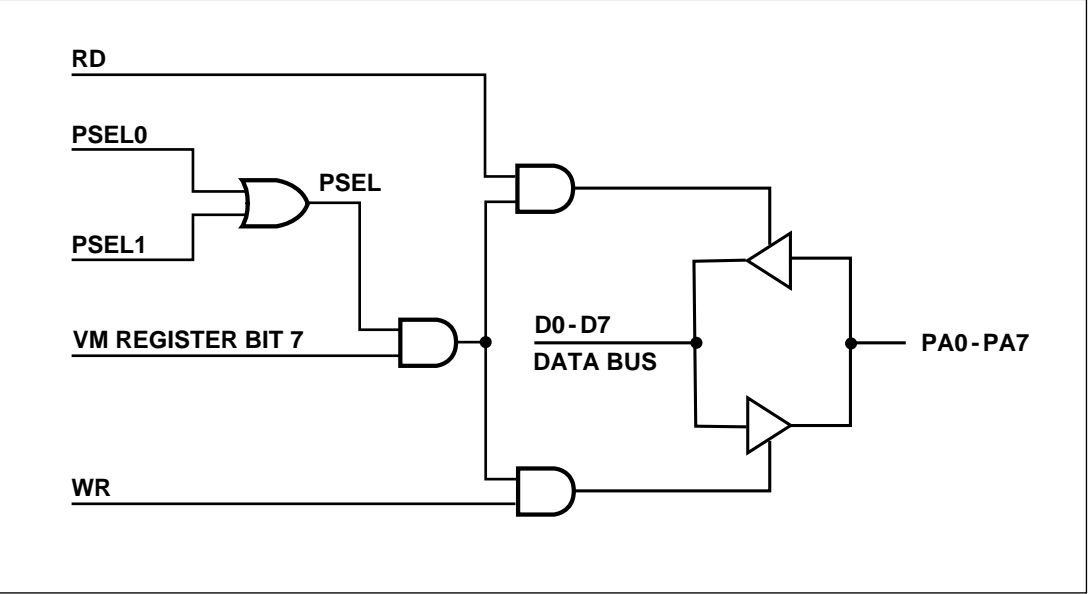 RD
PSEL0
PSEL
PSEL1
D0-D7
VM REGISTER BIT 7
PA0-PA7
DATA BUS
WR